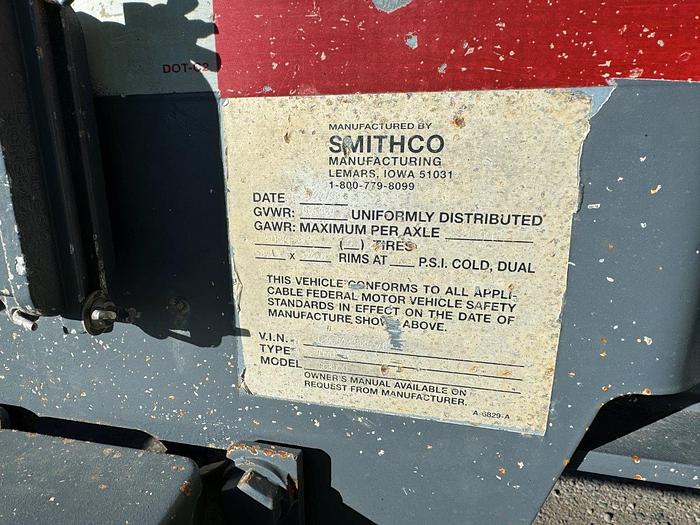 DOT-C2
MANUFACTURED BY
SMITHCO
MANUFACTURING
LEMARS, IOWA 51031
1-800-779-8099
DATE
GVWR: UNIFORMLY DISTRIBUTED
GAWR: MAXIMUM PER AXLE
( ) TIRES
X RIMS AT P.S.I. COLD, DUAL
THIS VEHICLE CONFORMS TO ALL APPLI-
CABLE FEDERAL MOTOR VEHICLE SAFETY
STANDARDS IN EFFECT ON THE DATE OF
MANUFACTURE SHOWN ABOVE.
V.I.N.-
TYPE
MODEL
OWNER'S MANUAL AVAILABLE ON
REQUEST FROM MANUFACTURER.
A-6829-A